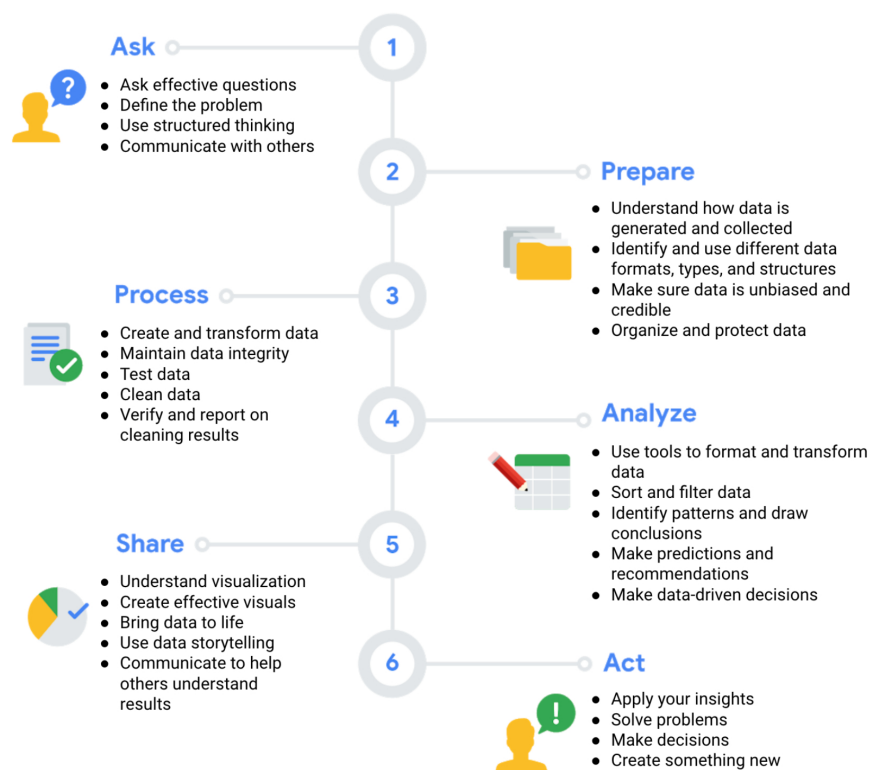 Ask
1
● Ask effective questions
● Define the problem
● Use structured thinking
● Communicate with others
2
Prepare
● Understand how data is
generated and collected
● Identify and use different data
formats, types, and structures
● Make sure data is unbiased and
credible
● Organize and protect data
Process
3
● Create and transform data
● Maintain data integrity
● Test data
● Clean data
● Verify and report on
cleaning results
4
Analyze
● Use tools to format and transform
data
● Sort and filter data
● Identify patterns and draw
conclusions
● Make predictions and
recommendations
● Make data-driven decisions
Share
5
● Understand visualization
● Create effective visuals
● Bring data to life
● Use data storytelling
● Communicate to help
others understand
results
6
Act
● Apply your insights
● Solve problems
● Make decisions
● Create something new
?
!